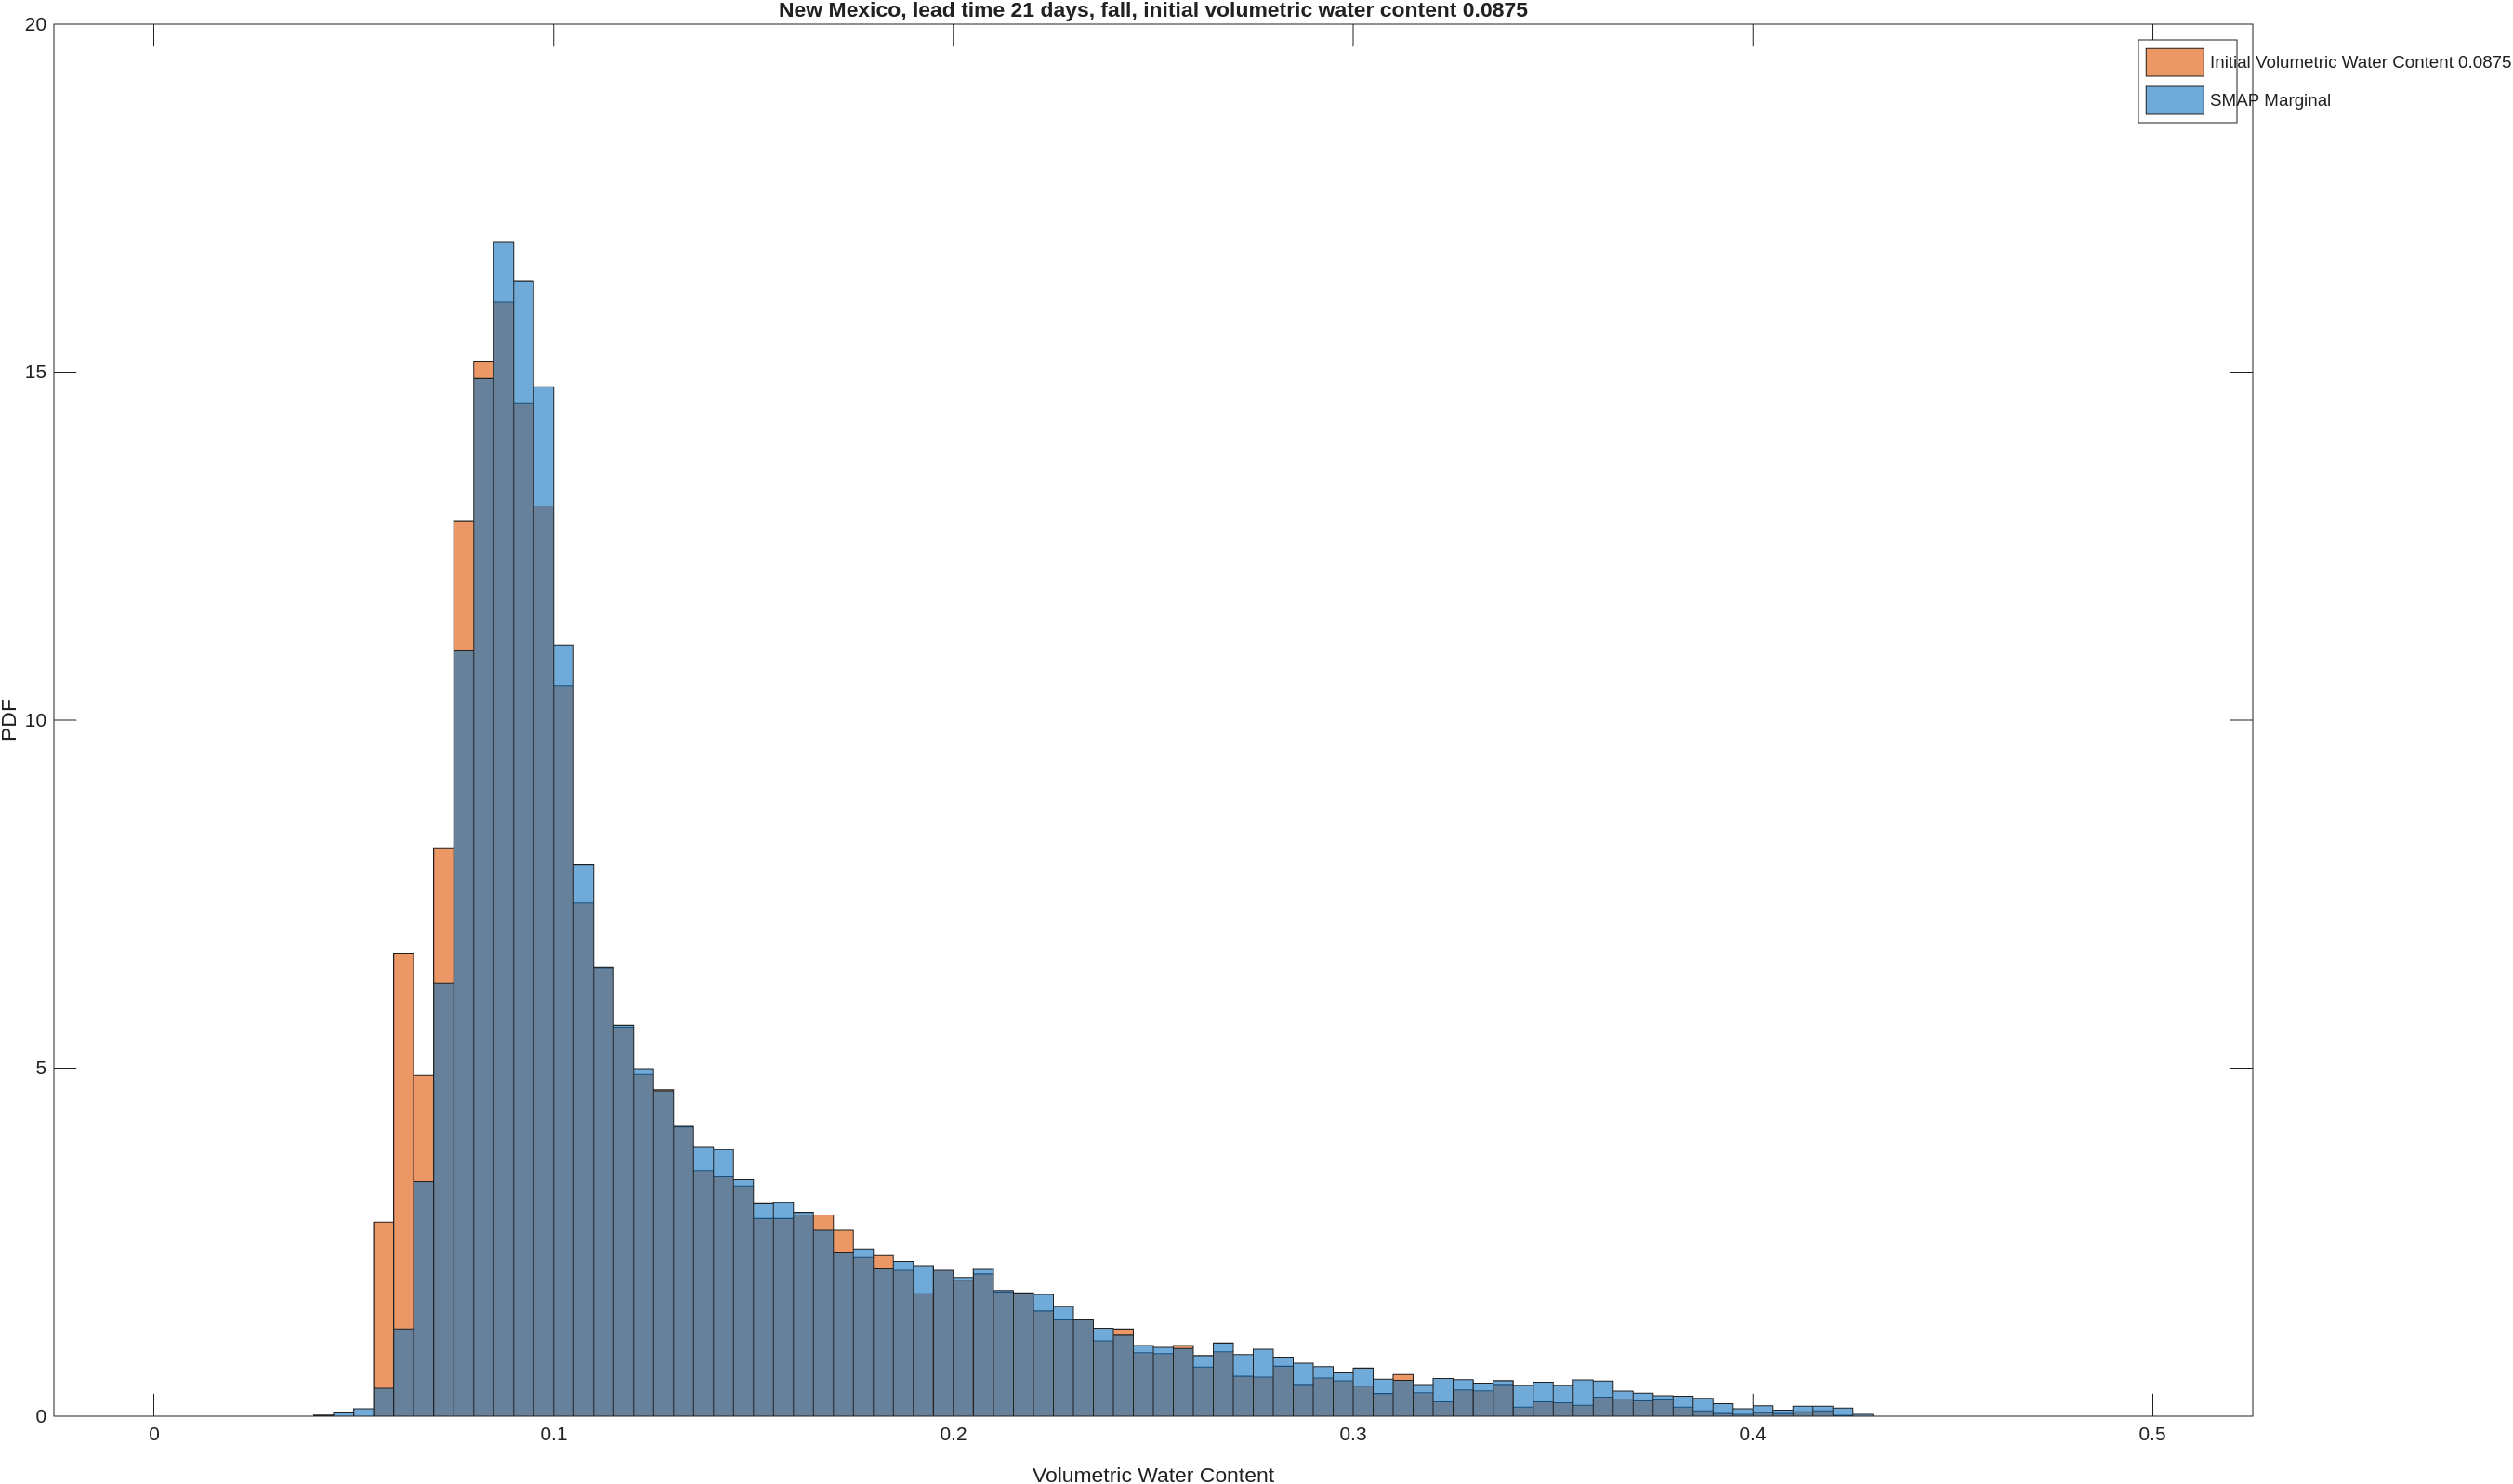 New Mexico, lead time 21 days, fall, initial volumetric water content 0.0875
20
Initial Volumetric Water Content 0.0875
SMAP Marginal
15
10
PDF
5
0
0 0.1 0.2 0.3 0.4 0.5
Volumetric Water Content